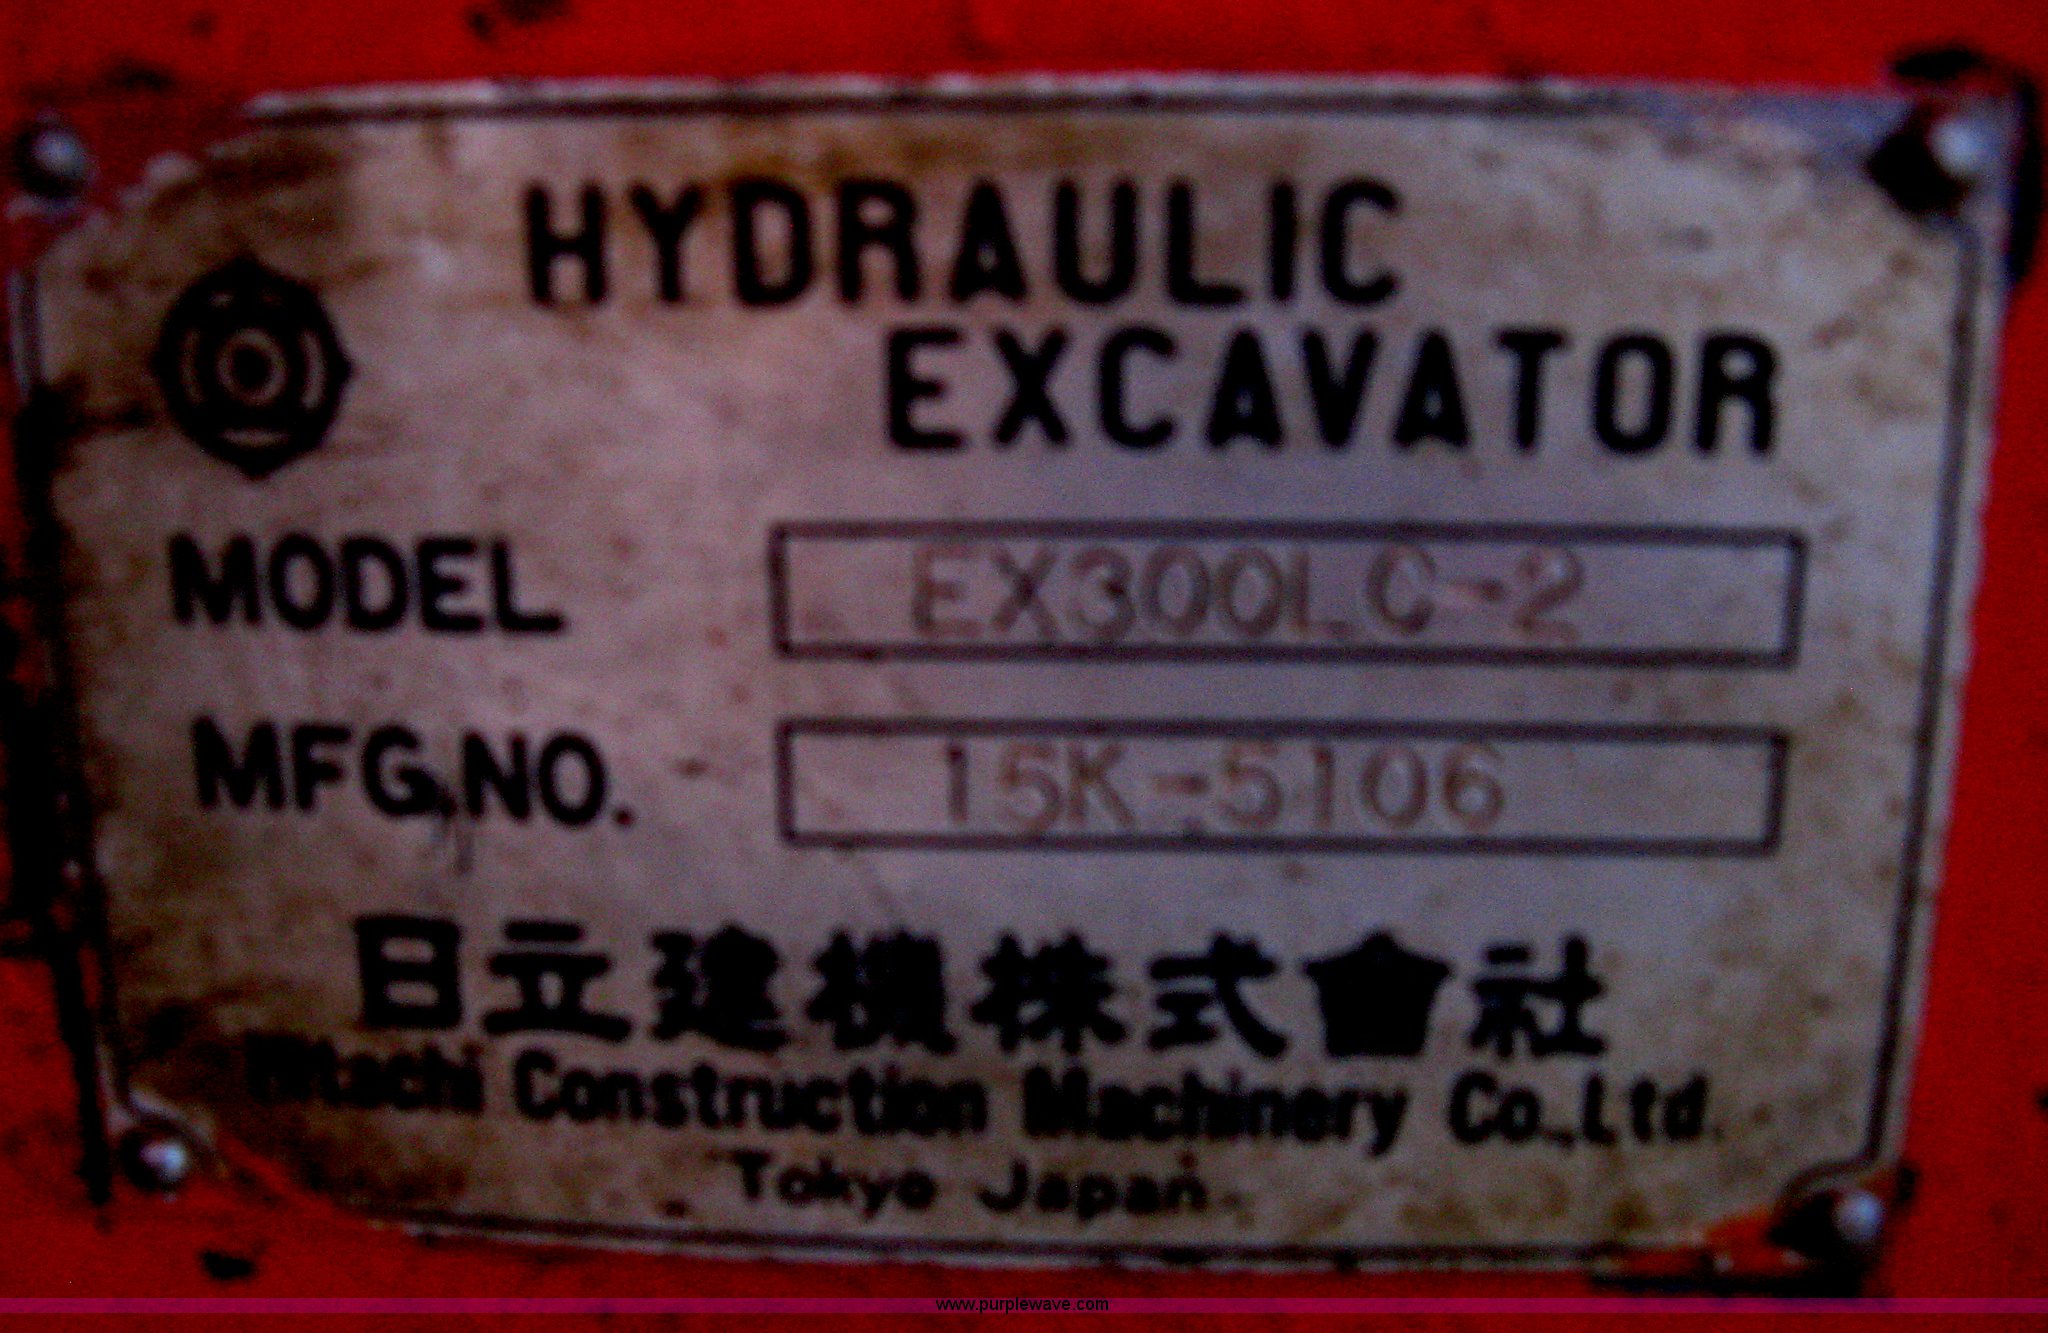 HYDRAULIC
EXCAVATOR
MODEL EX300LC-2
MFG.NO. 15K-5106
日立建機株式會社
Hitachi Construction Machinery Co.,Ltd.
Tokyo Japan
www.purplewave.com